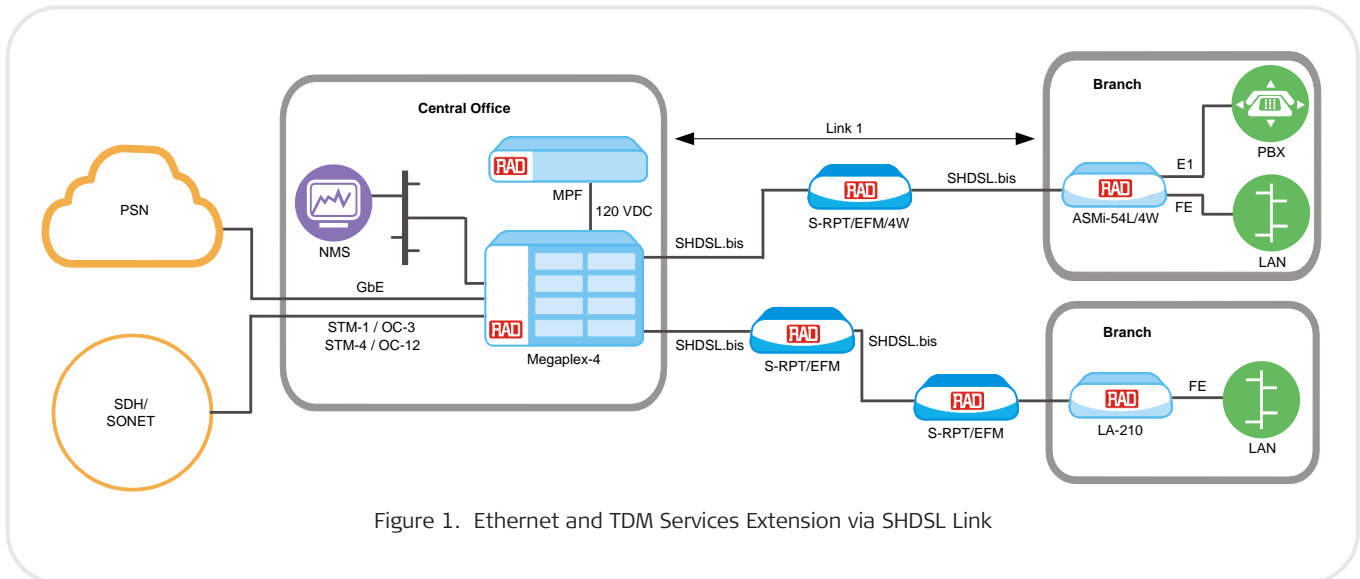 Central Office
RAD
MPF
120 VDC
NMS
PSN
GbE
STM-1 / OC-3
STM-4 / OC-12
RAD
Megaplex-4
SDH/
SONET
Link 1
SHDSL.bis
RAD
S-RPT/EFM/4W
SHDSL.bis
Branch
RAD
ASMi-54L/4W
E1
FE
PBX
LAN
SHDSL.bis
RAD
S-RPT/EFM
SHDSL.bis
RAD
S-RPT/EFM
Branch
RAD
LA-210
FE
LAN
Figure 1. Ethernet and TDM Services Extension via SHDSL Link